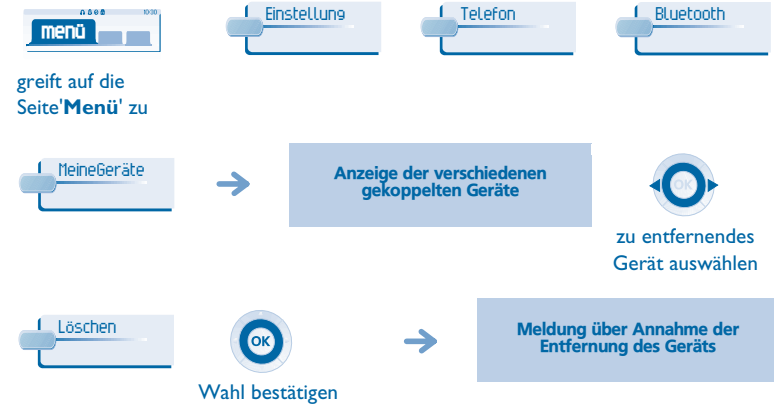 10:30
menü
Einstellung
Telefon
Bluetooth
greift auf die
Seite'Menü' zu
MeineGeräte
Anzeige der verschiedenen
gekoppelten Geräte
OK
zu entfernendes
Gerät auswählen
Löschen
OK
Meldung über Annahme der
Entfernung des Geräts
Wahl bestätigen